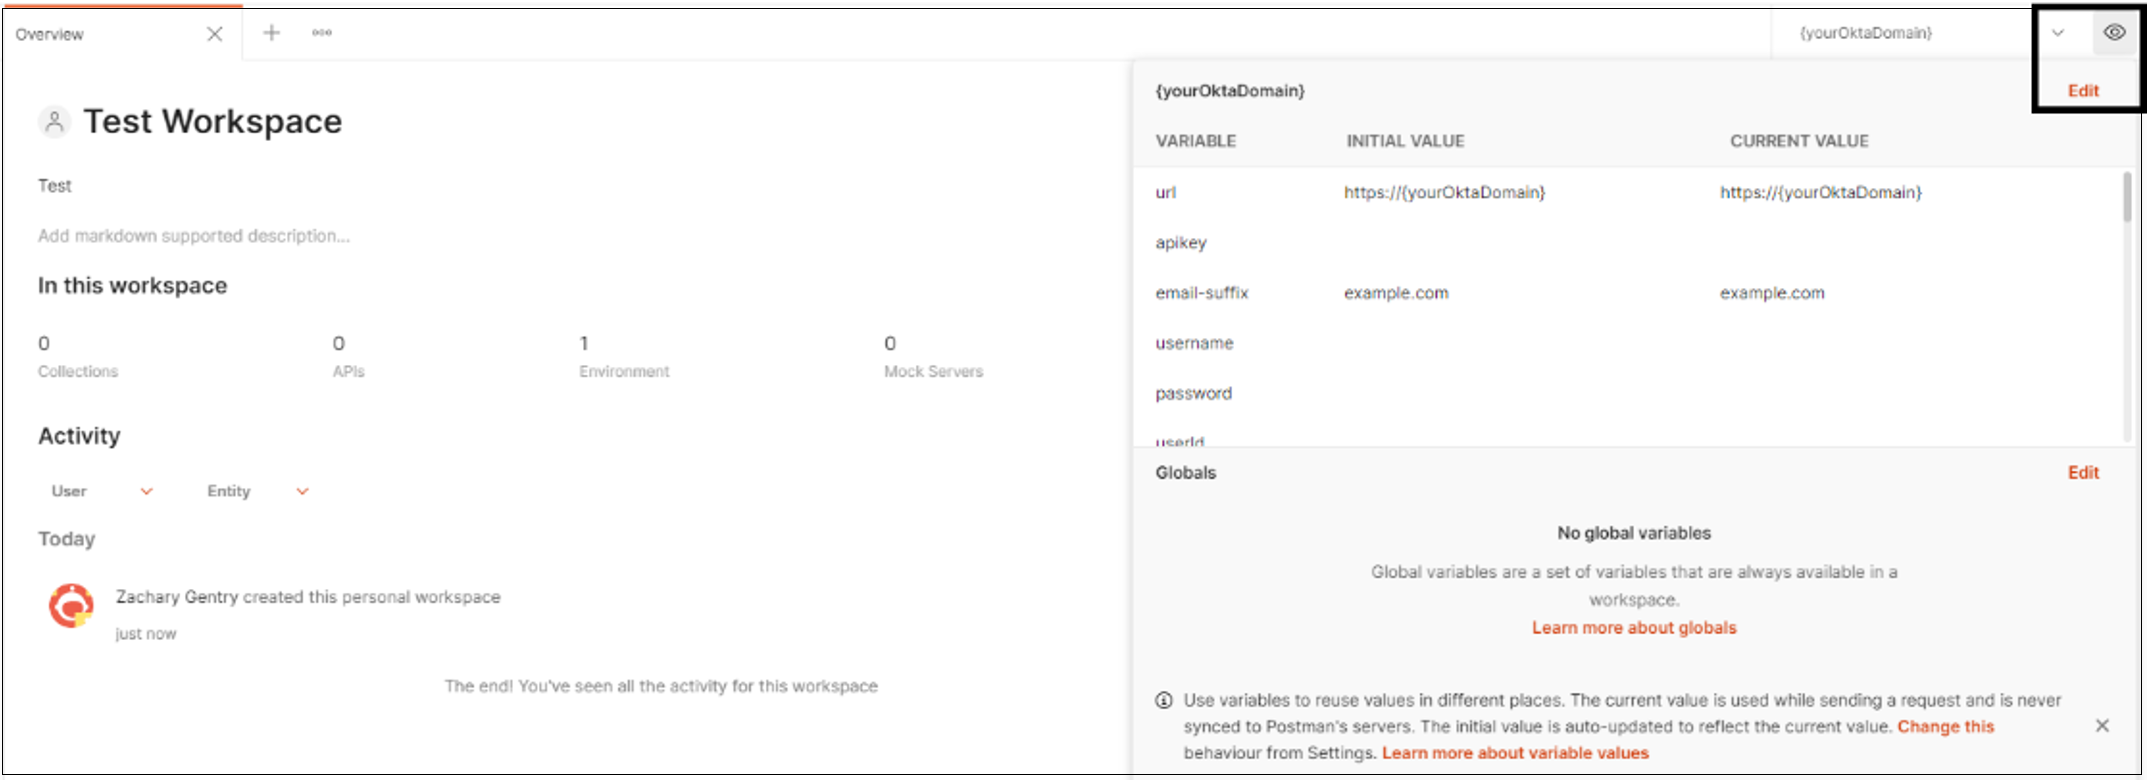 Overview
{yourOktaDomain}
Test Workspace
Test
Add markdown supported description...
In this workspace
0 0 1 0
Collections APIs Environment Mock Servers
Activity
User Entity
Today
Zachary Gentry created this personal workspace
just now
The end! You've seen all the activity for this workspace
{yourOktaDomain} Edit
VARIABLE INITIAL VALUE CURRENT VALUE
url https://{yourOktaDomain} https://{yourOktaDomain}
apikey
email-suffix example.com example.com
username
password
userId
Globals Edit
No global variables
Global variables are a set of variables that are always available in a
workspace.
Learn more about globals
Use variables to reuse values in different places. The current value is used while sending a request and is never
synced to Postman's servers. The initial value is auto-updated to reflect the current value. Change this
behaviour from Settings. Learn more about variable values